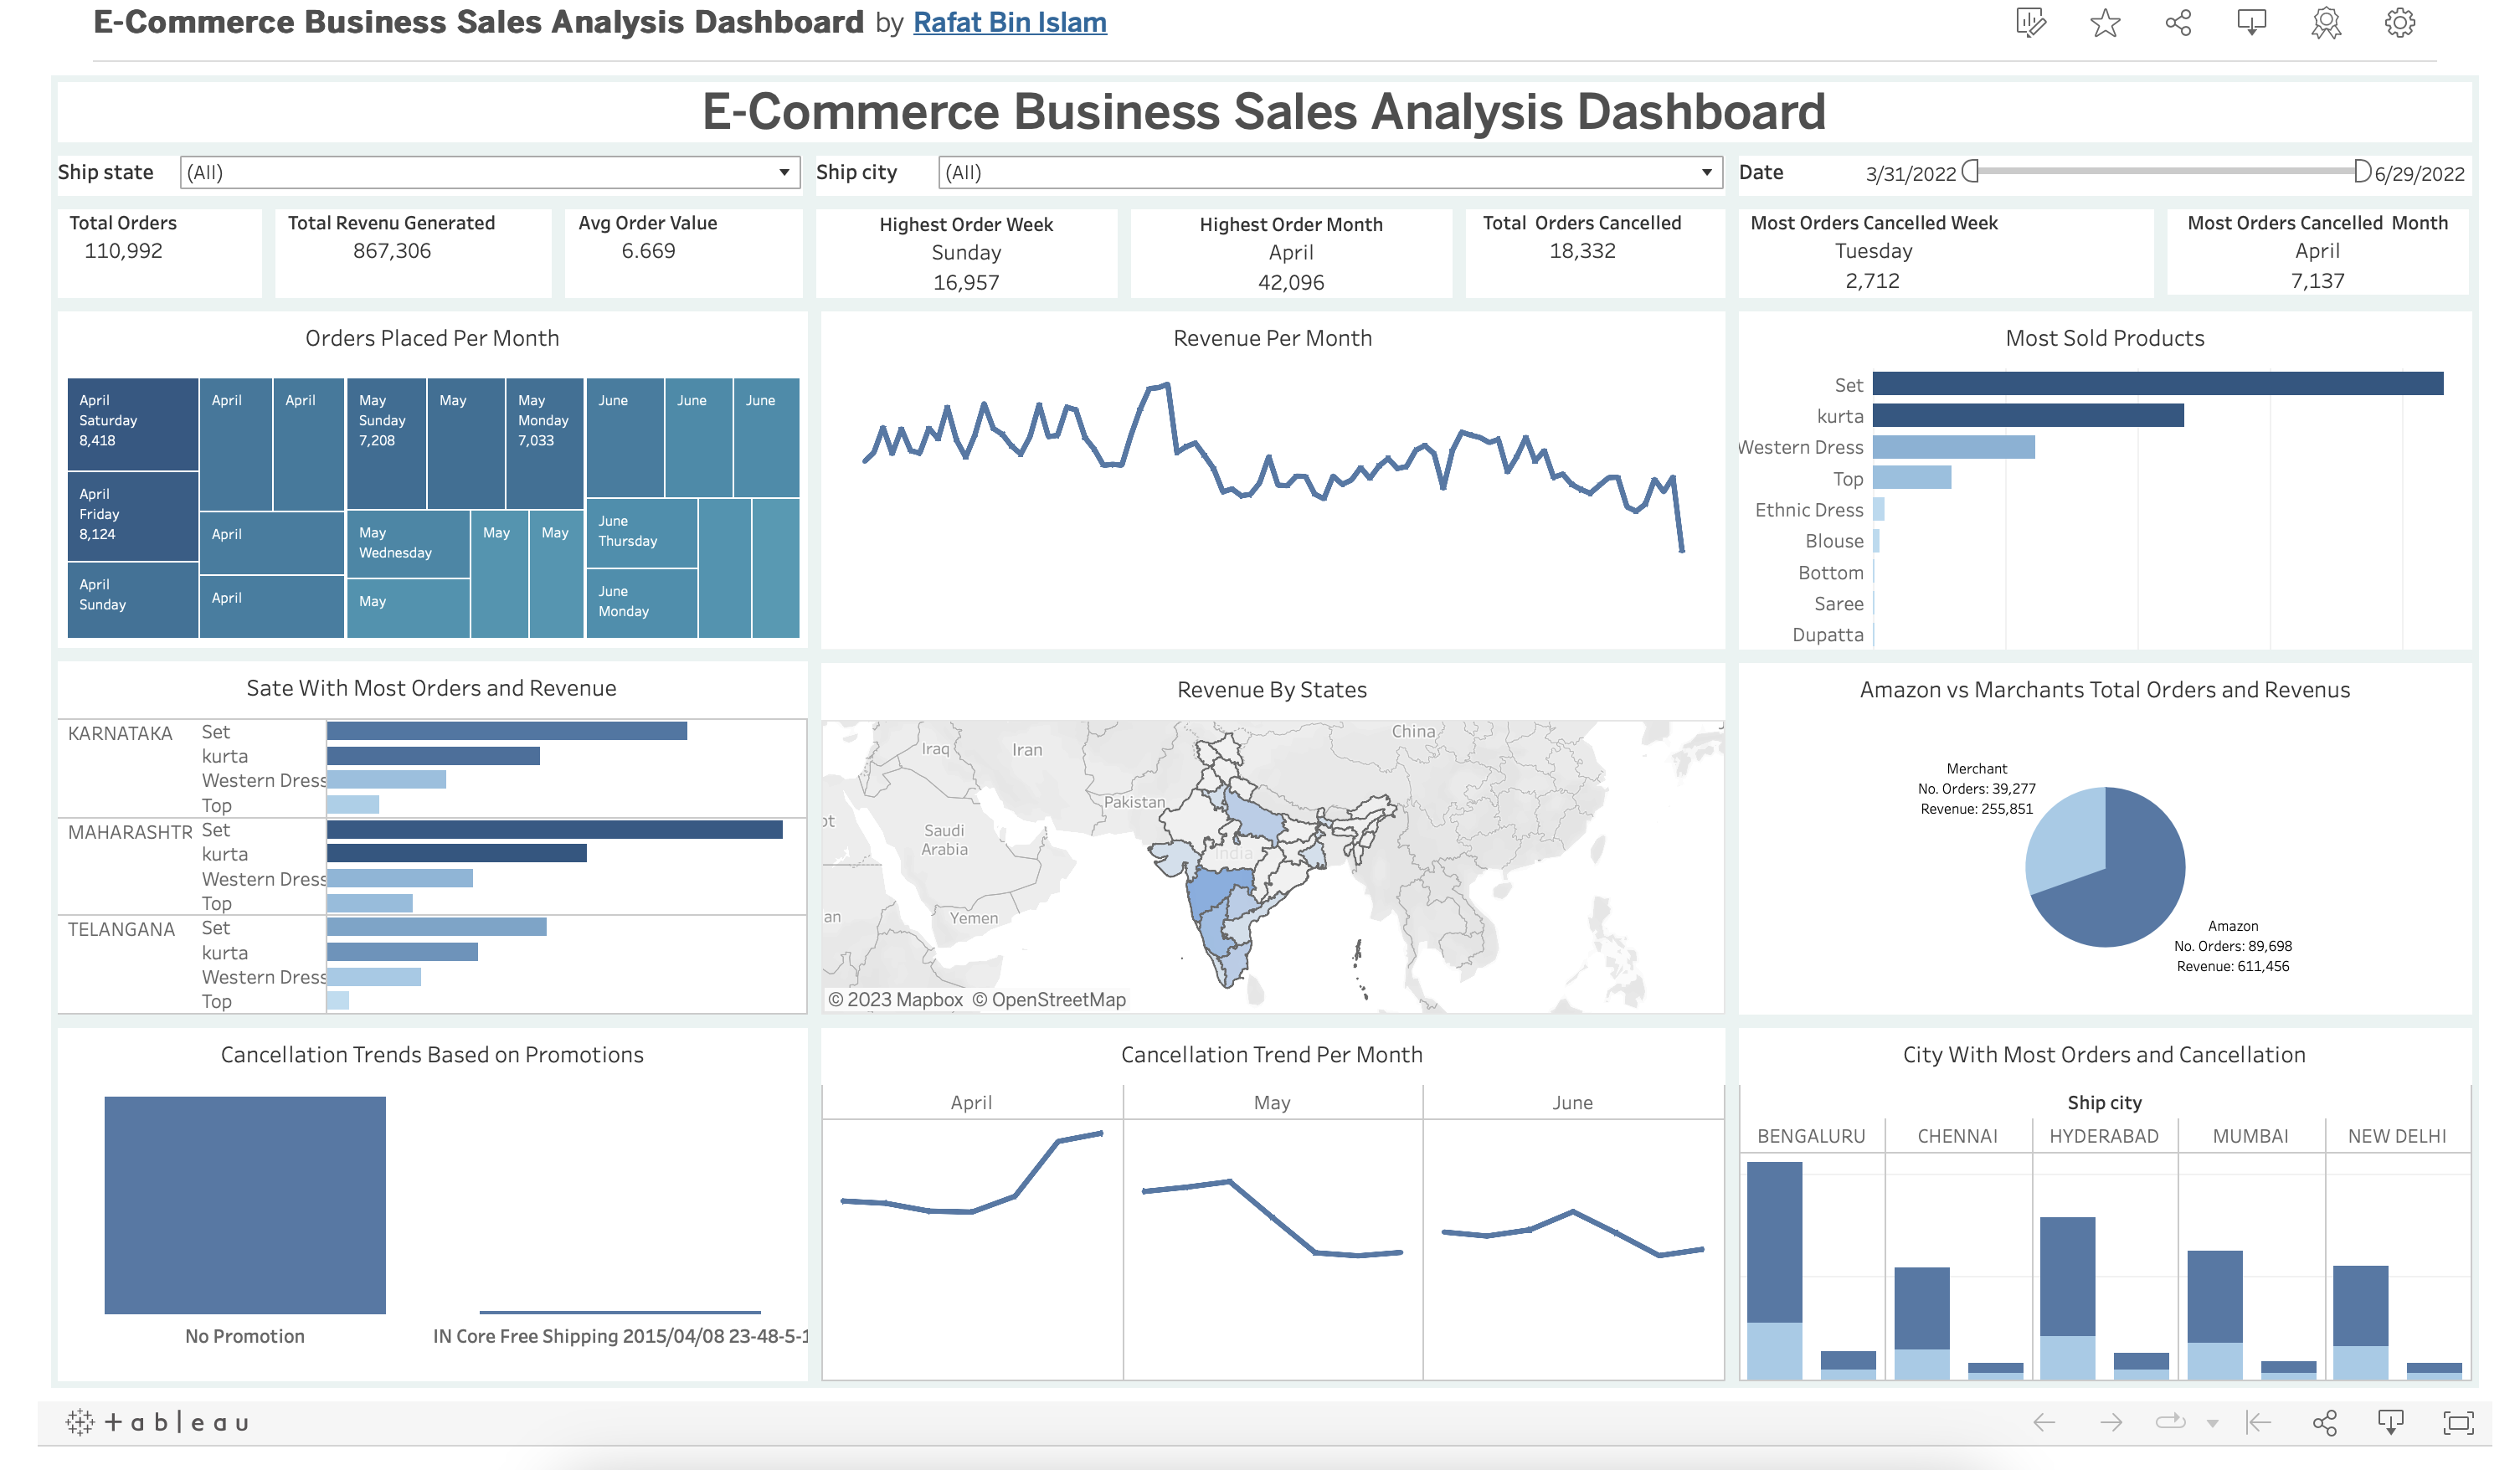 E-Commerce Business Sales Analysis Dashboard by Rafat Bin Islam
E-Commerce Business Sales Analysis Dashboard
Ship state (All)
Ship city (All)
Date 3/31/2022 6/29/2022
Total Orders
110,992
Total Revenu Generated
867,306
Avg Order Value
6.669
Highest Order Week
Sunday
16,957
Highest Order Month
April
42,096
Total Orders Cancelled
18,332
Most Orders Cancelled Week
Tuesday
2,712
Most Orders Cancelled Month
April
7,137
Orders Placed Per Month
April
Saturday
8,418
April
Friday
8,124
April
Sunday
April
April
April
April
May
Sunday
7,208
May
May
Monday
7,033
May
Wednesday
May
May
May
June
June
June
June
Thursday
June
Monday
Revenue Per Month
Most Sold Products
Set
kurta
Western Dress
Top
Ethnic Dress
Blouse
Bottom
Saree
Dupatta
Sate With Most Orders and Revenue
KARNATAKA
Set
kurta
Western Dress
Top
MAHARASHTR
Set
kurta
Western Dress
Top
TELANGANA
Set
kurta
Western Dress
Top
Revenue By States
China
Iraq
Iran
Pakistan
pt
Saudi
Arabia
India
an
Yemen
© 2023 Mapbox © OpenStreetMap
Amazon vs Marchants Total Orders and Revenus
Merchant
No. Orders: 39,277
Revenue: 255,851
Amazon
No. Orders: 89,698
Revenue: 611,456
Cancellation Trends Based on Promotions
No Promotion
IN Core Free Shipping 2015/04/08 23-48-5-1
Cancellation Trend Per Month
April
May
June
City With Most Orders and Cancellation
Ship city
BENGALURU
CHENNAI
HYDERABAD
MUMBAI
NEW DELHI
+ a b | e a u